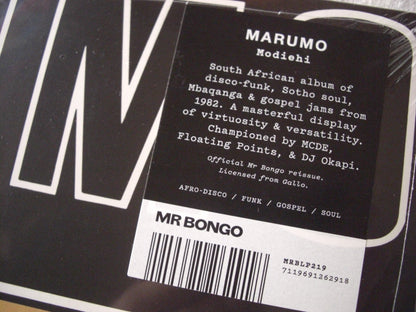 MARUMO
Modiehi
South African album of
disco-funk, Sotho soul,
Mbaqanga & gospel jams from
1982. A masterful display
of virtuosity & versatility.
Championed by MCDE,
Floating Points, & DJ Okapi.
Official Mr Bongo reissue.
Licensed from Gallo.
AFRO-DISCO / FUNK / GOSPEL / SOUL
MR BONGO
MRBLP219
7119691262918